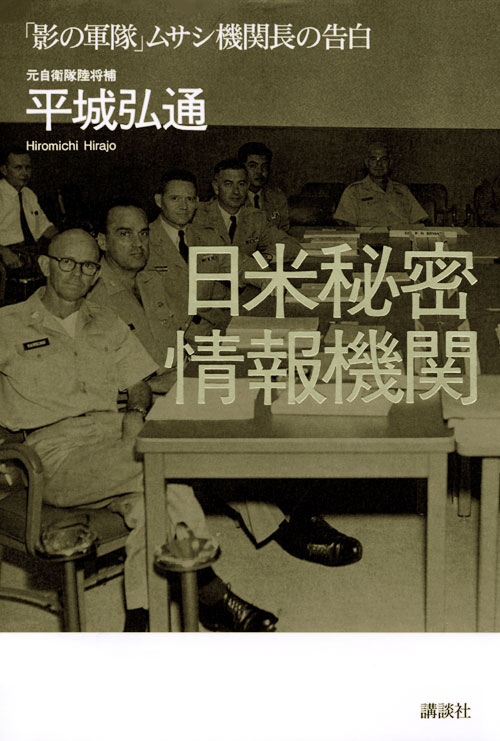 「影の軍隊」ムサシ機関長の告白
元自衛隊陸将補
平城弘通
Hiromichi Hirajo
日米秘密
情報機関
講談社